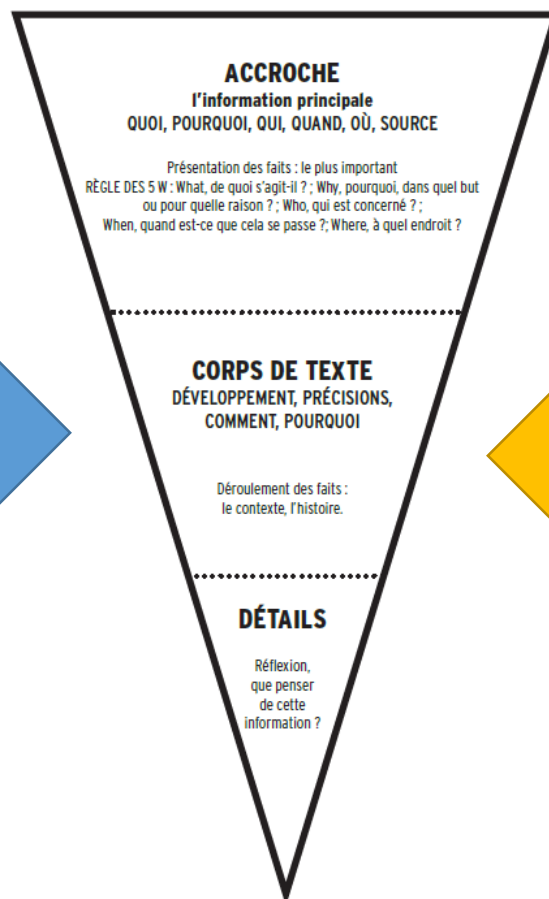 ACCROCHE
l'information principale
QUOI, POURQUOI, QUI, QUAND, OÙ, SOURCE
Présentation des faits : le plus important
RÈGLE DES 5 W : What, de quoi s'agit-il ? ; Why, pourquoi, dans quel but
ou pour quelle raison ? ; Who, qui est concerné ? ;
When, quand est-ce que cela se passe ?; Where, à quel endroit ?
CORPS DE TEXTE
DÉVELOPPEMENT, PRÉCISIONS,
COMMENT, POURQUOI
Déroulement des faits :
le contexte, l'histoire.
DÉTAILS
Réflexion,
que penser
de cette
information ?